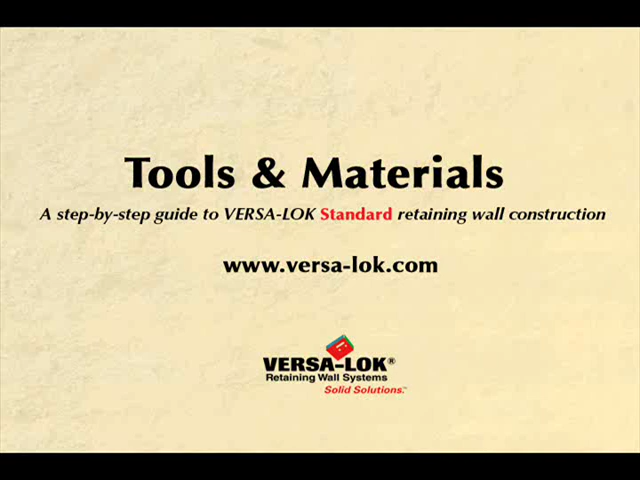 Tools & Materials
A step-by-step guide to VERSA-LOK Standard retaining wall construction
www.versa-lok.com
VERSA-LOK®
Retaining Wall Systems
Solid Solutions.™